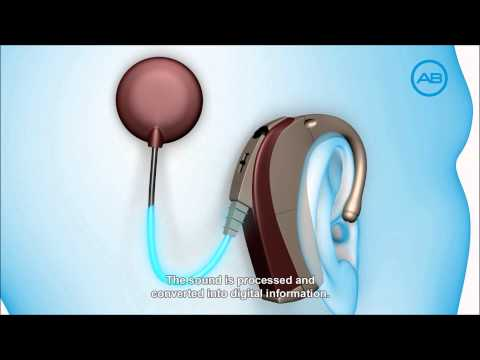 AB
The sound is processed and
converted into digital information.